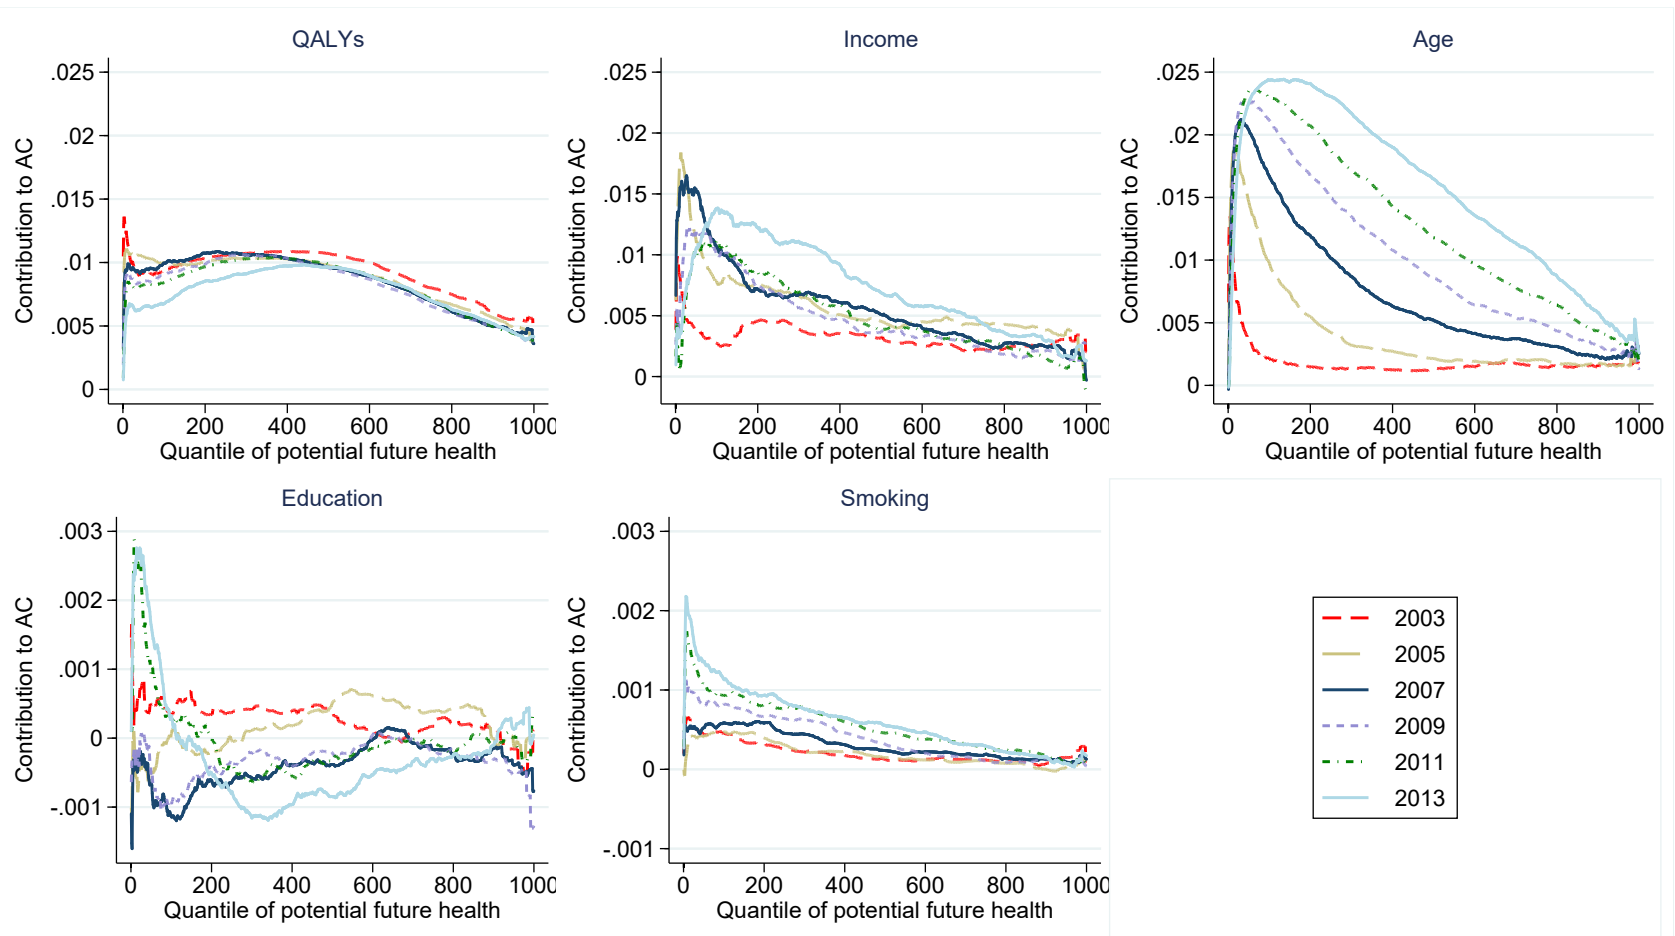 QALYs
Contribution to AC
.025
.02
.015
.01
.005
0
0 200 400 600 800 1000
Quantile of potential future health
Income
Contribution to AC
.025
.02
.015
.01
.005
0
0 200 400 600 800 1000
Quantile of potential future health
Age
Contribution to AC
.025
.02
.015
.01
.005
0
0 200 400 600 800 1000
Quantile of potential future health
Education
Contribution to AC
.003
.002
.001
0
-.001
0 200 400 600 800 1000
Quantile of potential future health
Smoking
Contribution to AC
.003
.002
.001
0
-.001
0 200 400 600 800 1000
Quantile of potential future health
2003
2005
2007
2009
2011
2013